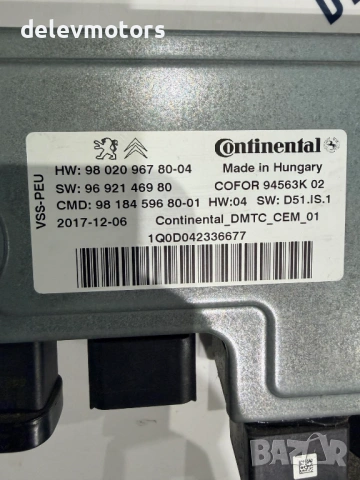 delevmotors
DELEV
Continental
HW: 98 020 967 80-04
Made in Hungary
VSS-PEU
SW: 96 921 469 80
COFOR 94563K 02
CMD: 98 184 596 80-01
HW:04
SW: D51.IS.1
2017-12-06
Continental_DMTC_CEM_01
1Q0D042336677
BAZAR